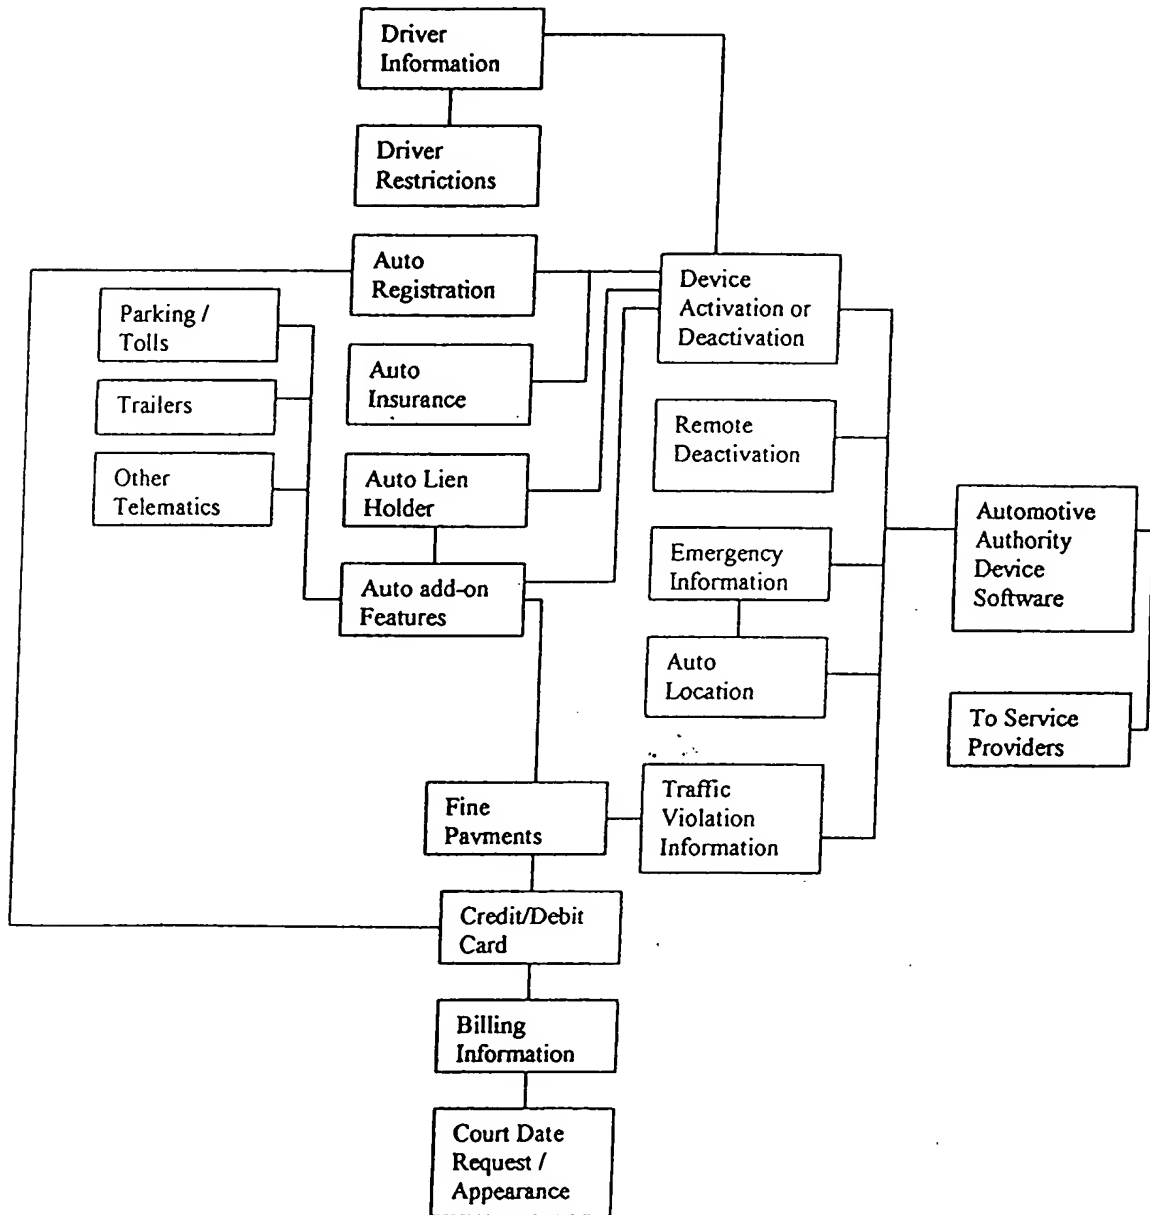 Driver
Information
Driver
Restrictions
Auto
Registration
Device
Activation or
Deactivation
Parking /
Tolls
Auto
Insurance
Trailers
Remote
Deactivation
Other
Telematics
Auto Lien
Holder
Automotive
Authority
Device
Software
Emergency
Information
Auto add-on
Features
Auto
Location
To Service
Providers
Traffic
Violation
Information
Fine
Pavments
Credit/Debit
Card
Billing
Information
Court Date
Request /
Appearance